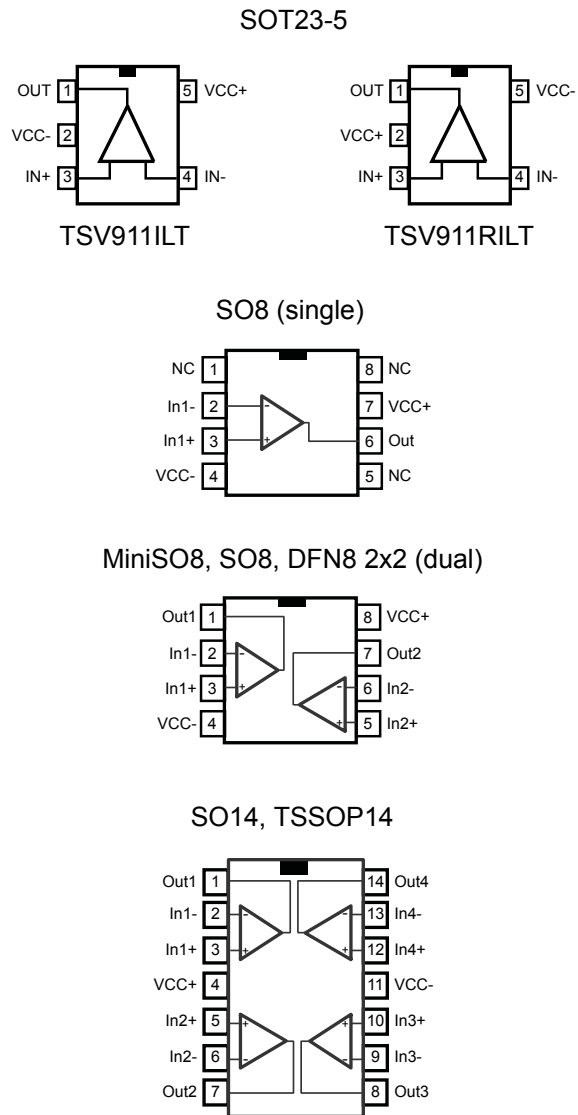 SOT23-5
OUT 1 5 VCC+ OUT 1 5 VCC-
VCC- 2 VCC+ 2
IN+ 3 4 IN- IN+ 3 4 IN-
TSV911ILT TSV911RILT
SO8 (single)
NC 1 8 NC
In1- 2 - 7 VCC+
In1+ 3 + 6 Out
VCC- 4 5 NC
MiniSO8, SO8, DFN8 2x2 (dual)
Out1 1 8 VCC+
In1- 2 - 7 Out2
In1+ 3 + - 6 In2-
VCC- 4 + 5 In2+
SO14, TSSOP14
Out1 1 14 Out4
In1- 2 - - 13 In4-
In1+ 3 + + 12 In4+
VCC+ 4 11 VCC-
In2+ 5 + + 10 In3+
In2- 6 - - 9 In3-
Out2 7 8 Out3